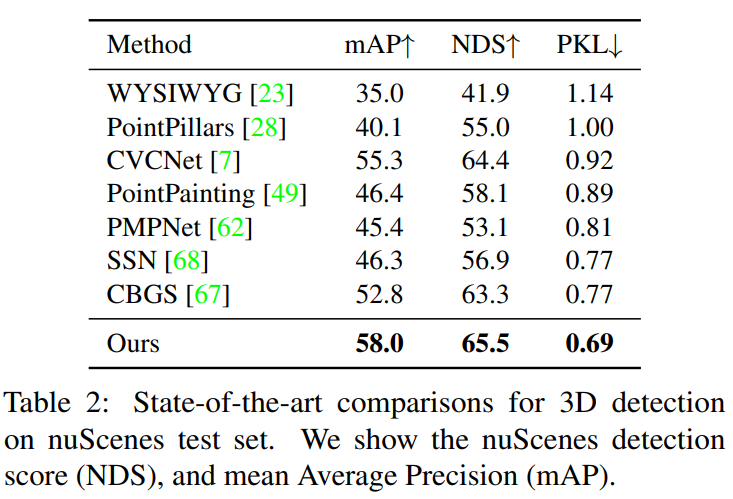 Method mAP↑ NDS↑ PKL↓
WYSIWYG [23] 35.0 41.9 1.14
PointPillars [28] 40.1 55.0 1.00
CVCNet [7] 55.3 64.4 0.92
PointPainting [49] 46.4 58.1 0.89
PMPNet [62] 45.4 53.1 0.81
SSN [68] 46.3 56.9 0.77
CBGS [67] 52.8 63.3 0.77
Ours 58.0 65.5 0.69
Table 2: State-of-the-art comparisons for 3D detection
on nuScenes test set. We show the nuScenes detection
score (NDS), and mean Average Precision (mAP).